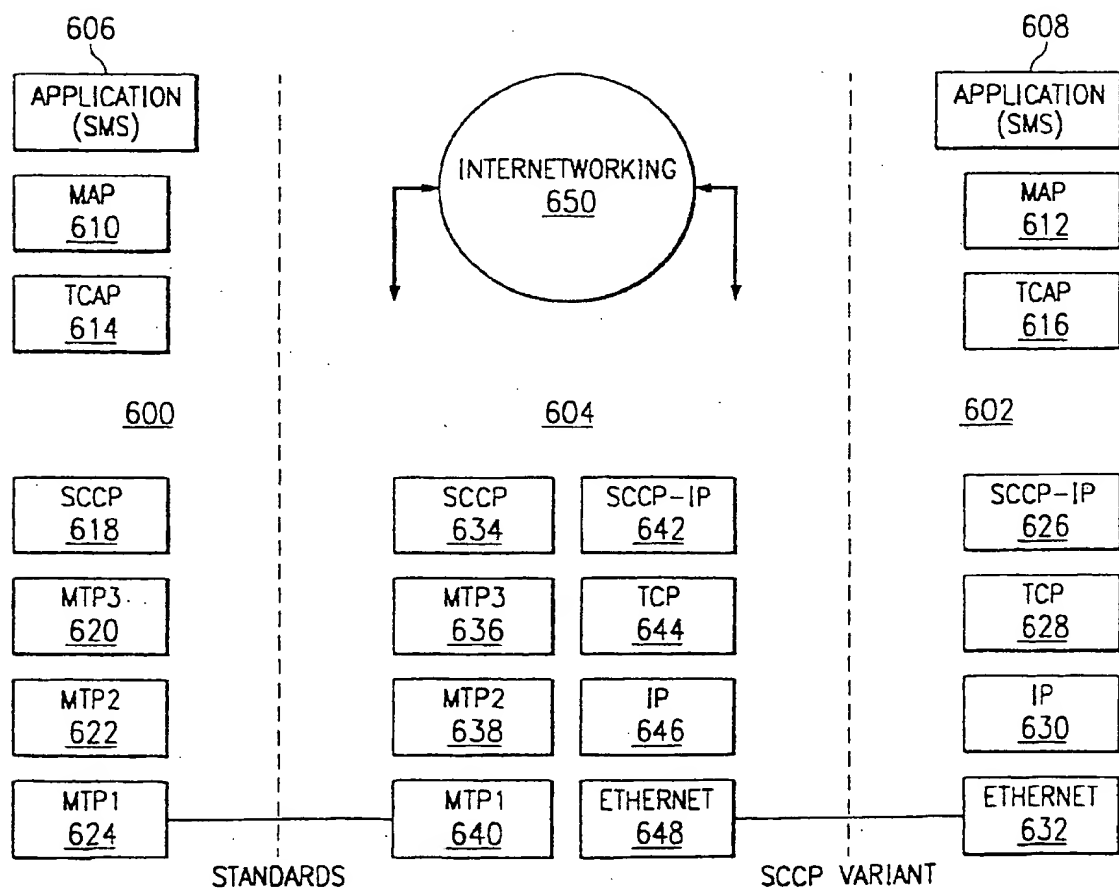 606
608
APPLICATION
(SMS)
APPLICATION
(SMS)
INTERNETWORKING
650
MAP
610
MAP
612
TCAP
614
TCAP
616
600
604
602
SCCP
618
SCCP
634
SCCP-IP
642
SCCP-IP
626
MTP3
620
MTP3
636
TCP
644
TCP
628
MTP2
622
MTP2
638
IP
646
IP
630
MTP1
624
MTP1
640
ETHERNET
648
ETHERNET
632
STANDARDS
SCCP VARIANT